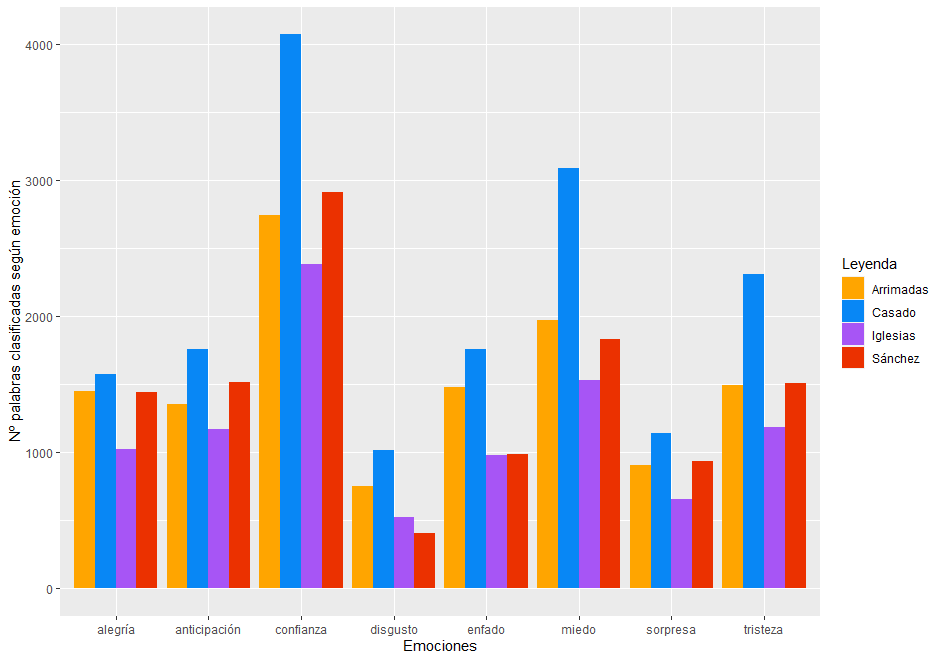 Nº palabras clasificadas según emoción
4000
3000
2000
1000
0
alegría anticipación confianza disgusto enfado miedo sorpresa tristeza
Emociones
Leyenda
Arrimadas
Casado
Iglesias
Sánchez